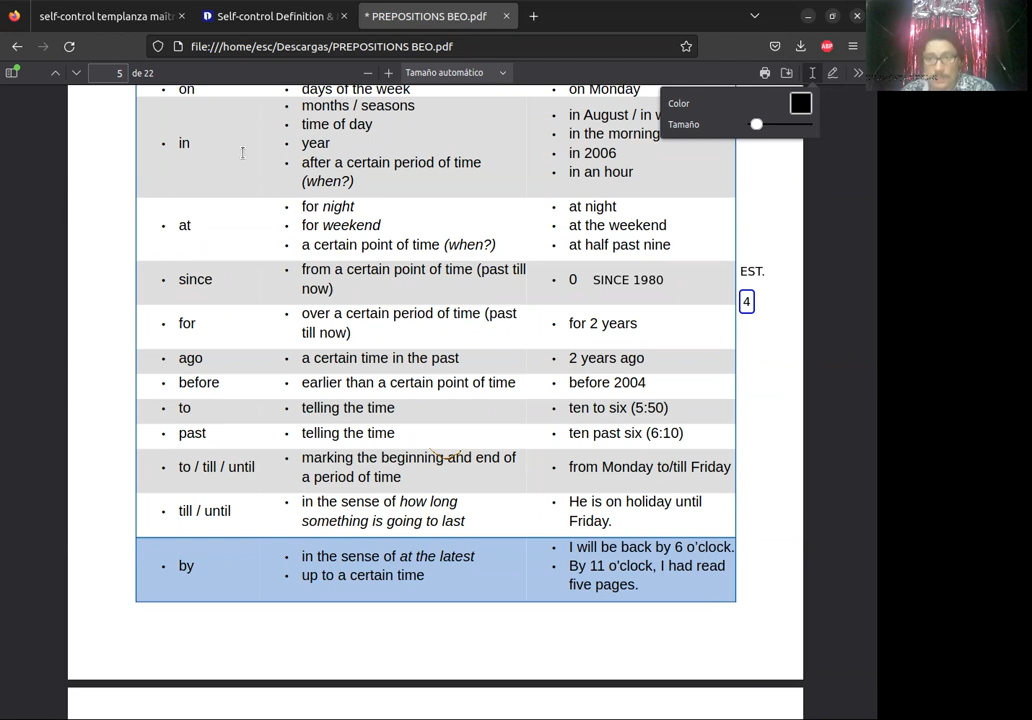 self-control templanza maîtr
Self-control Definition &
* PREPOSITIONS BEO.pdf
file:///home/esc/Descargas/PREPOSITIONS BEO.pdf
ABP
5 de 22
Tamaño automático
Color
Tamaño
• on • days of the week • on Monday
• in
• months / seasons
• time of day
• year
• after a certain period of time
(when?)
• in August / in w
• in the morning
• in 2006
• in an hour
• at
• for night
• for weekend
• a certain point of time (when?)
• at night
• at the weekend
• at half past nine
• since
• from a certain point of time (past till
now)
• 0 SINCE 1980
EST.
4
• for
• over a certain period of time (past
till now)
• for 2 years
• ago • a certain time in the past • 2 years ago
• before • earlier than a certain point of time • before 2004
• to • telling the time • ten to six (5:50)
• past • telling the time • ten past six (6:10)
• to / till / until
• marking the beginning and end of
a period of time
• from Monday to/till Friday
• till / until
• in the sense of how long
something is going to last
• He is on holiday until
Friday.
• by
• in the sense of at the latest
• up to a certain time
• I will be back by 6 o'clock.
• By 11 o'clock, I had read
five pages.